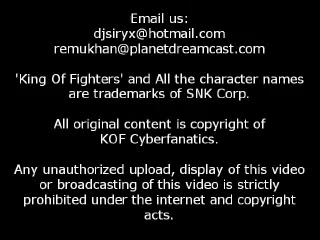 Email us:
djsiryx@hotmail.com
remukhan@planetdreamcast.com
'King Of Fighters' and All the character names
are trademarks of SNK Corp.
All original content is copyright of
KOF Cyberfanatics.
Any unauthorized upload, display of this video
or broadcasting of this video is strictly
prohibited under the internet and copyright
acts.